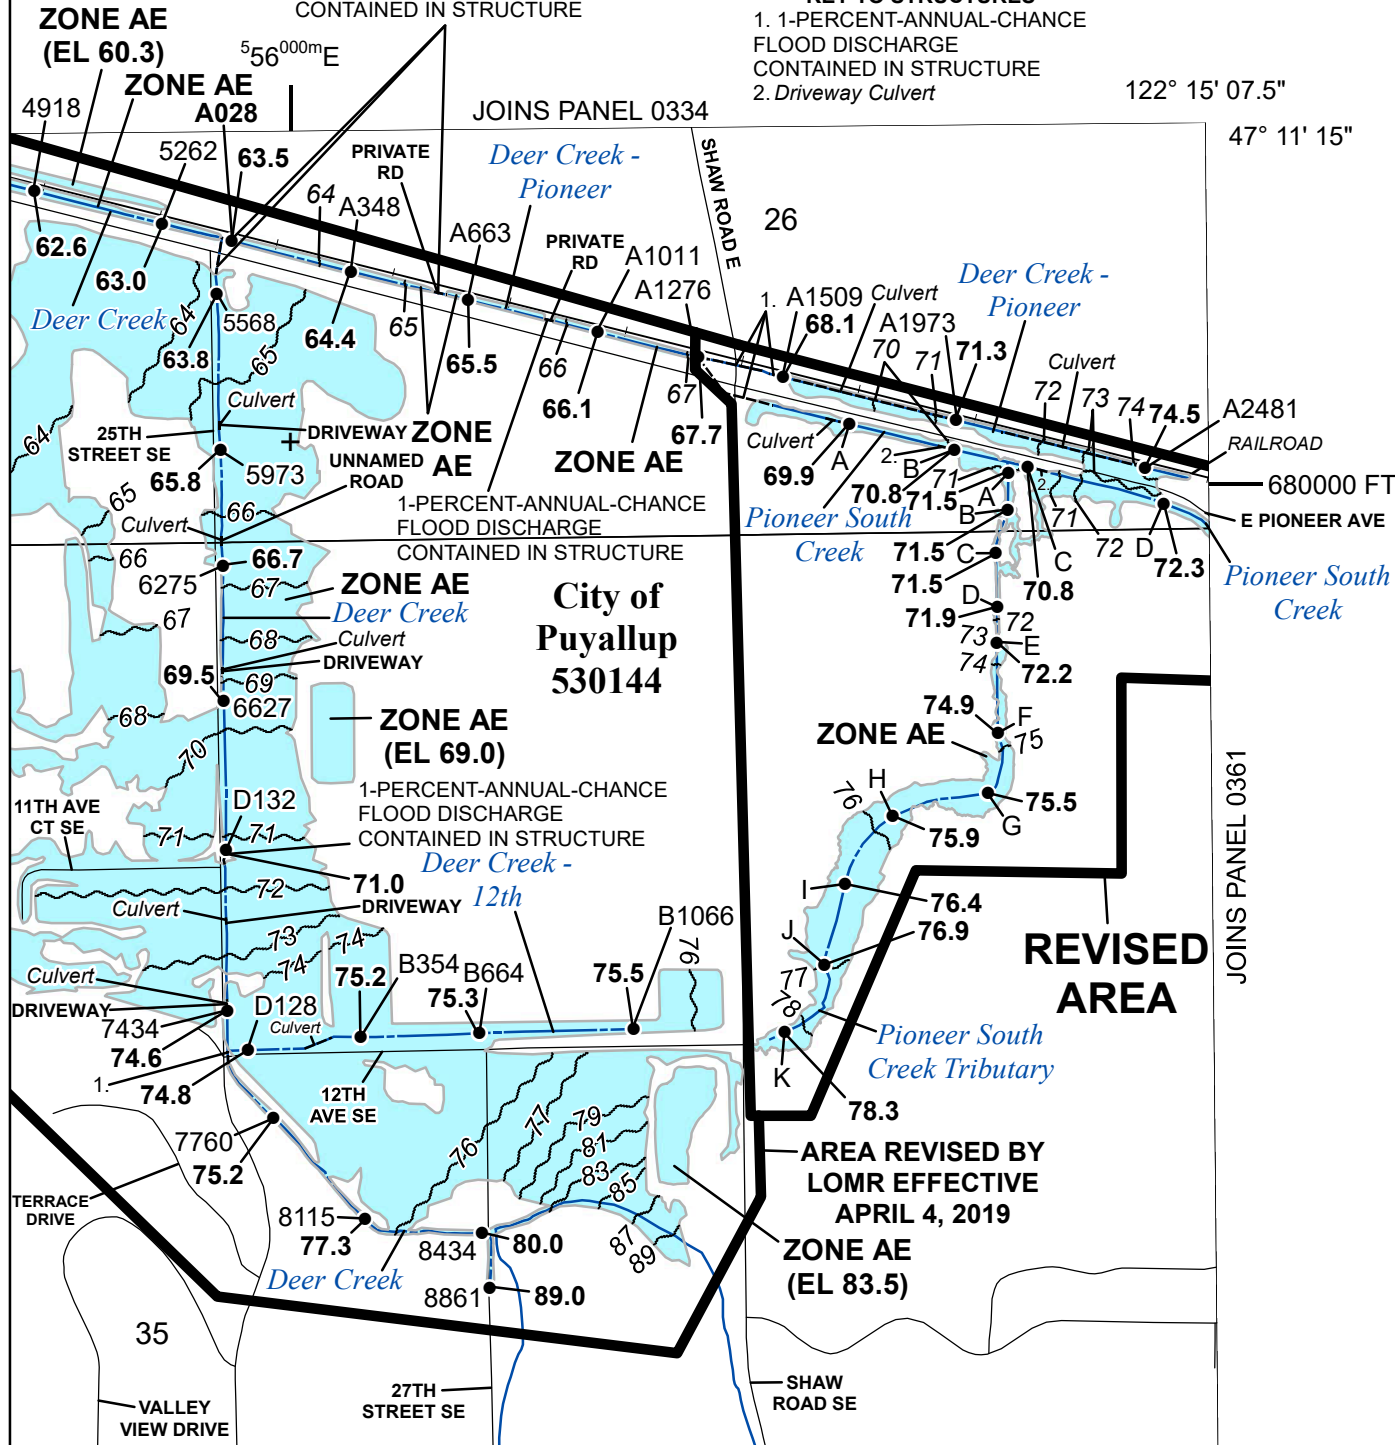 CONTAINED IN STRUCTURE
KEY TO STRUCTURES
1. 1-PERCENT-ANNUAL-CHANCE
FLOOD DISCHARGE
CONTAINED IN STRUCTURE
2. Driveway Culvert
ZONE AE
(EL 60.3)
556000m E
122° 15' 07.5"
47° 11' 15"
4918
ZONE AE
A028
JOINS PANEL 0334
5262
63.5
PRIVATE
RD
Deer Creek -
Pioneer
SHAW ROAD E
26
64
A348
A663
PRIVATE
RD
A1011
A1276
62.6
63.0
Deer Creek
64
5568
63.8
65
64.4
65
65.5
66
66.1
67
67.7
1.
A1509
68.1
Culvert
A1973
70
71
71.3
Deer Creek -
Pioneer
Culvert
72
73
74
74.5
A2481
RAILROAD
680000 FT
E PIONEER AVE
Culvert
DRIVEWAY
ZONE
AE
ZONE AE
64
25TH
STREET SE
65.8
5973
UNNAMED
ROAD
Culvert
69.9
A
2.
B
70.8
71
71.5
A
B
2.
71
72
D
72.3
C
70.8
Pioneer South
Creek
Pioneer South
Creek
71.5
C
71.5
65
66
Culvert
1-PERCENT-ANNUAL-CHANCE
FLOOD DISCHARGE
CONTAINED IN STRUCTURE
66
6275
66.7
67
ZONE AE
Deer Creek
City of
Puyallup
530144
D
71.9
72
73
E
74
72.2
67
68
Culvert
DRIVEWAY
69.5
69
6627
68
70
ZONE AE
(EL 69.0)
74.9
F
75
ZONE AE
JOINS PANEL 0361
11TH AVE
CT SE
D132
71
71
1-PERCENT-ANNUAL-CHANCE
FLOOD DISCHARGE
CONTAINED IN STRUCTURE
76
H
75.9
75.5
G
71.0
72
Culvert
DRIVEWAY
Deer Creek -
12th
I
76.4
73
74
74
75.2
B354
B664
75.3
75.5
B1066
76
J
76.9
77
78
REVISED
AREA
Culvert
DRIVEWAY
7434
74.6
D128
Culvert
1.
74.8
12TH
AVE SE
K
78.3
Pioneer South
Creek Tributary
7760
75.2
76
77
79
81
83
85
87
89
AREA REVISED BY
LOMR EFFECTIVE
APRIL 4, 2019
ZONE AE
(EL 83.5)
TERRACE
DRIVE
8115
77.3
Deer Creek
8434
80.0
8861
89.0
35
VALLEY
VIEW DRIVE
27TH
STREET SE
SHAW
ROAD SE